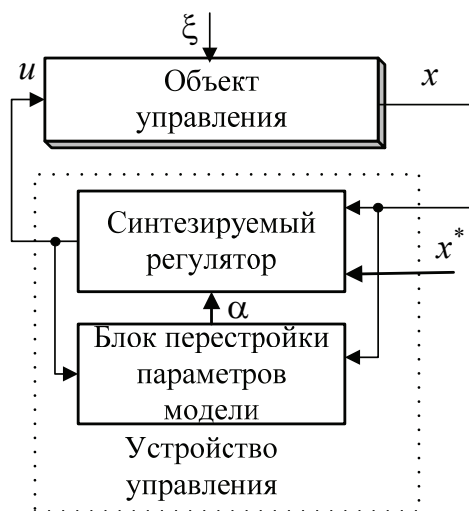 ξ
u
Объект
управления
x
Синтезируемый
регулятор
x*
α
Блок перестройки
параметров
модели
Устройство
управления